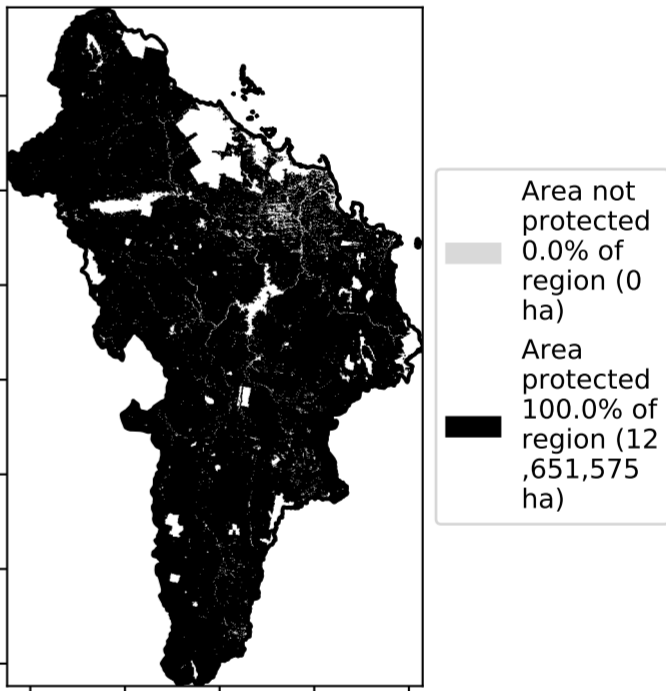 Area not
protected
0.0% of
region (0
ha)
Area
protected
100.0% of
region (12
,651,575
ha)